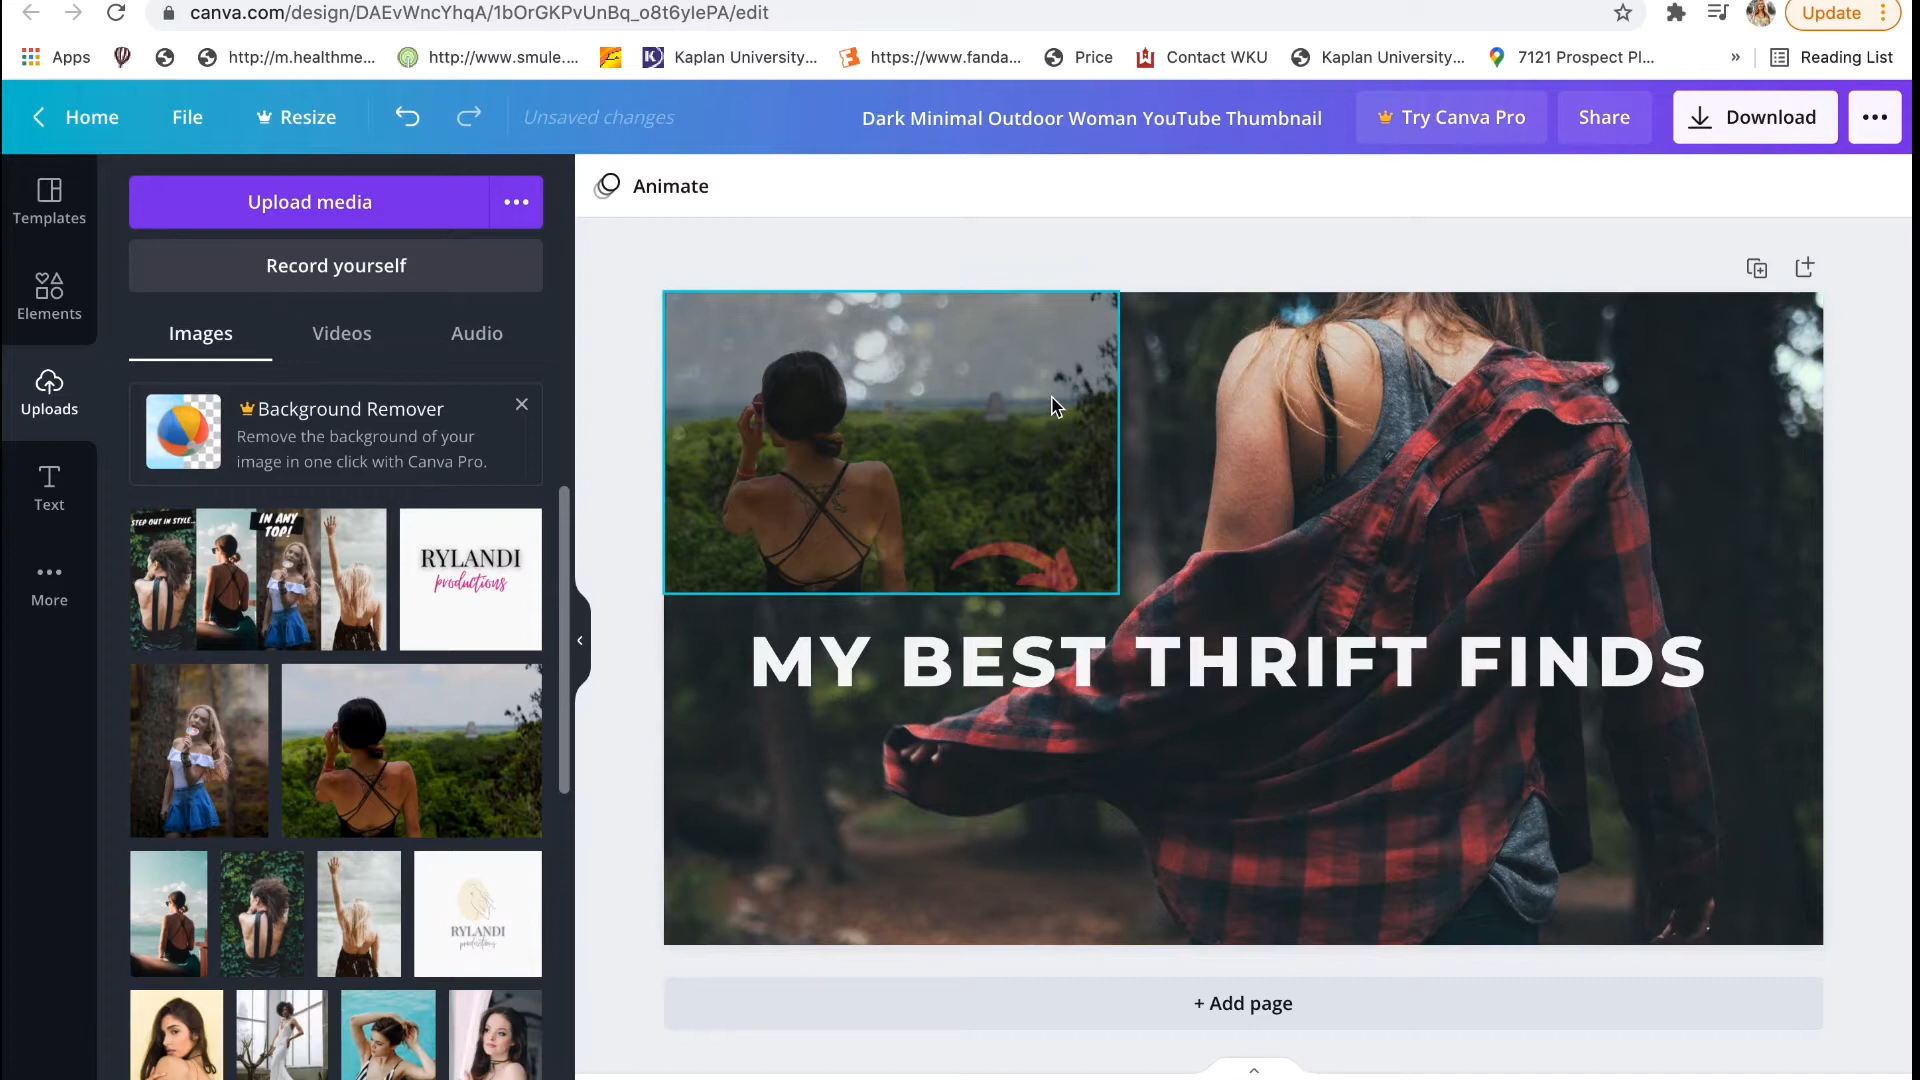 canva.com/design/DAEvWncYhqA/1bOrGKPvUnBq_o8t6ylePA/edit
Update
Apps
http://m.healthme...
http://www.smule....
Kaplan University...
https://www.fanda...
Price
Contact WKU
Kaplan University...
7121 Prospect Pl...
»
Reading List
Home
File
Resize
Unsaved changes
Dark Minimal Outdoor Woman YouTube Thumbnail
Try Canva Pro
Share
Download
Templates
Elements
Uploads
Text
More
Upload media
Record yourself
Images
Videos
Audio
Background Remover
Remove the background of your
image in one click with Canva Pro.
STEP OUT IN STYLE...
IN ANY
TOP!
RYLANDI
productions
RYLANDI
productions
Animate
MY BEST THRIFT FINDS
+ Add page